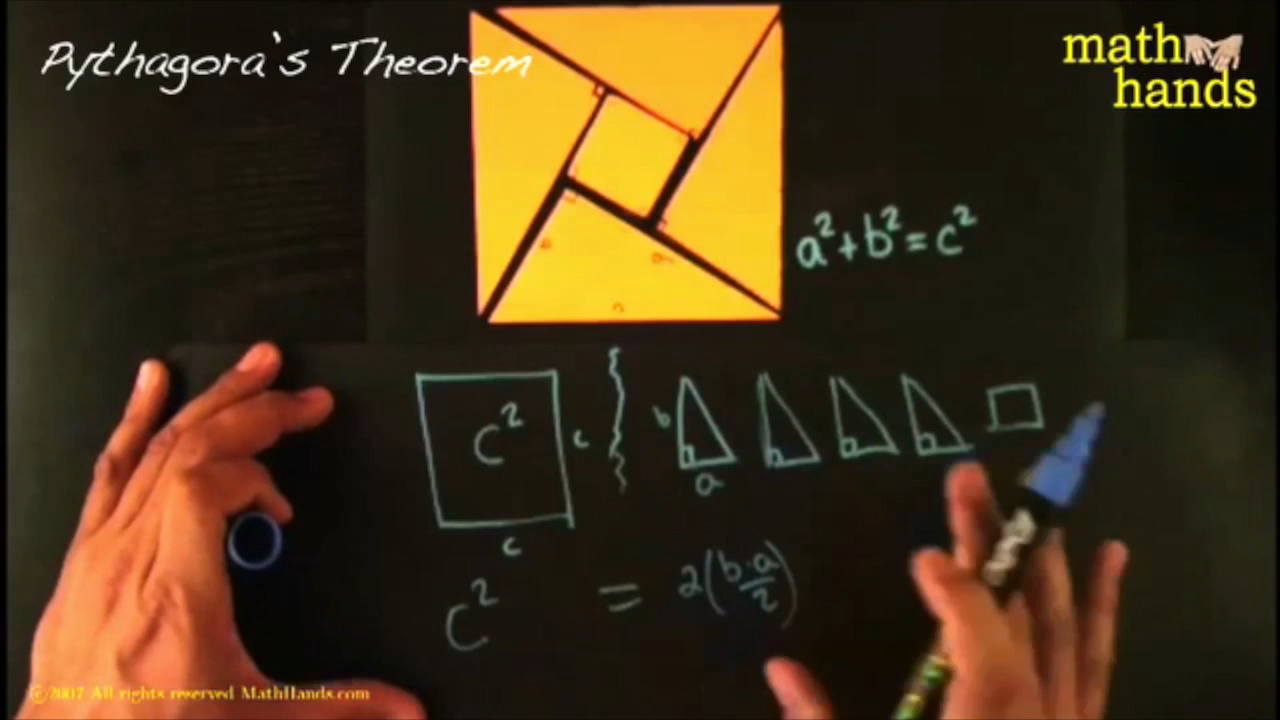 Pythagora's Theorem
math
hands
a²+b²=c²
C²
c
b
a
c
c² = 2(b·a/2)
©2007 All rights reserved MathHands.com